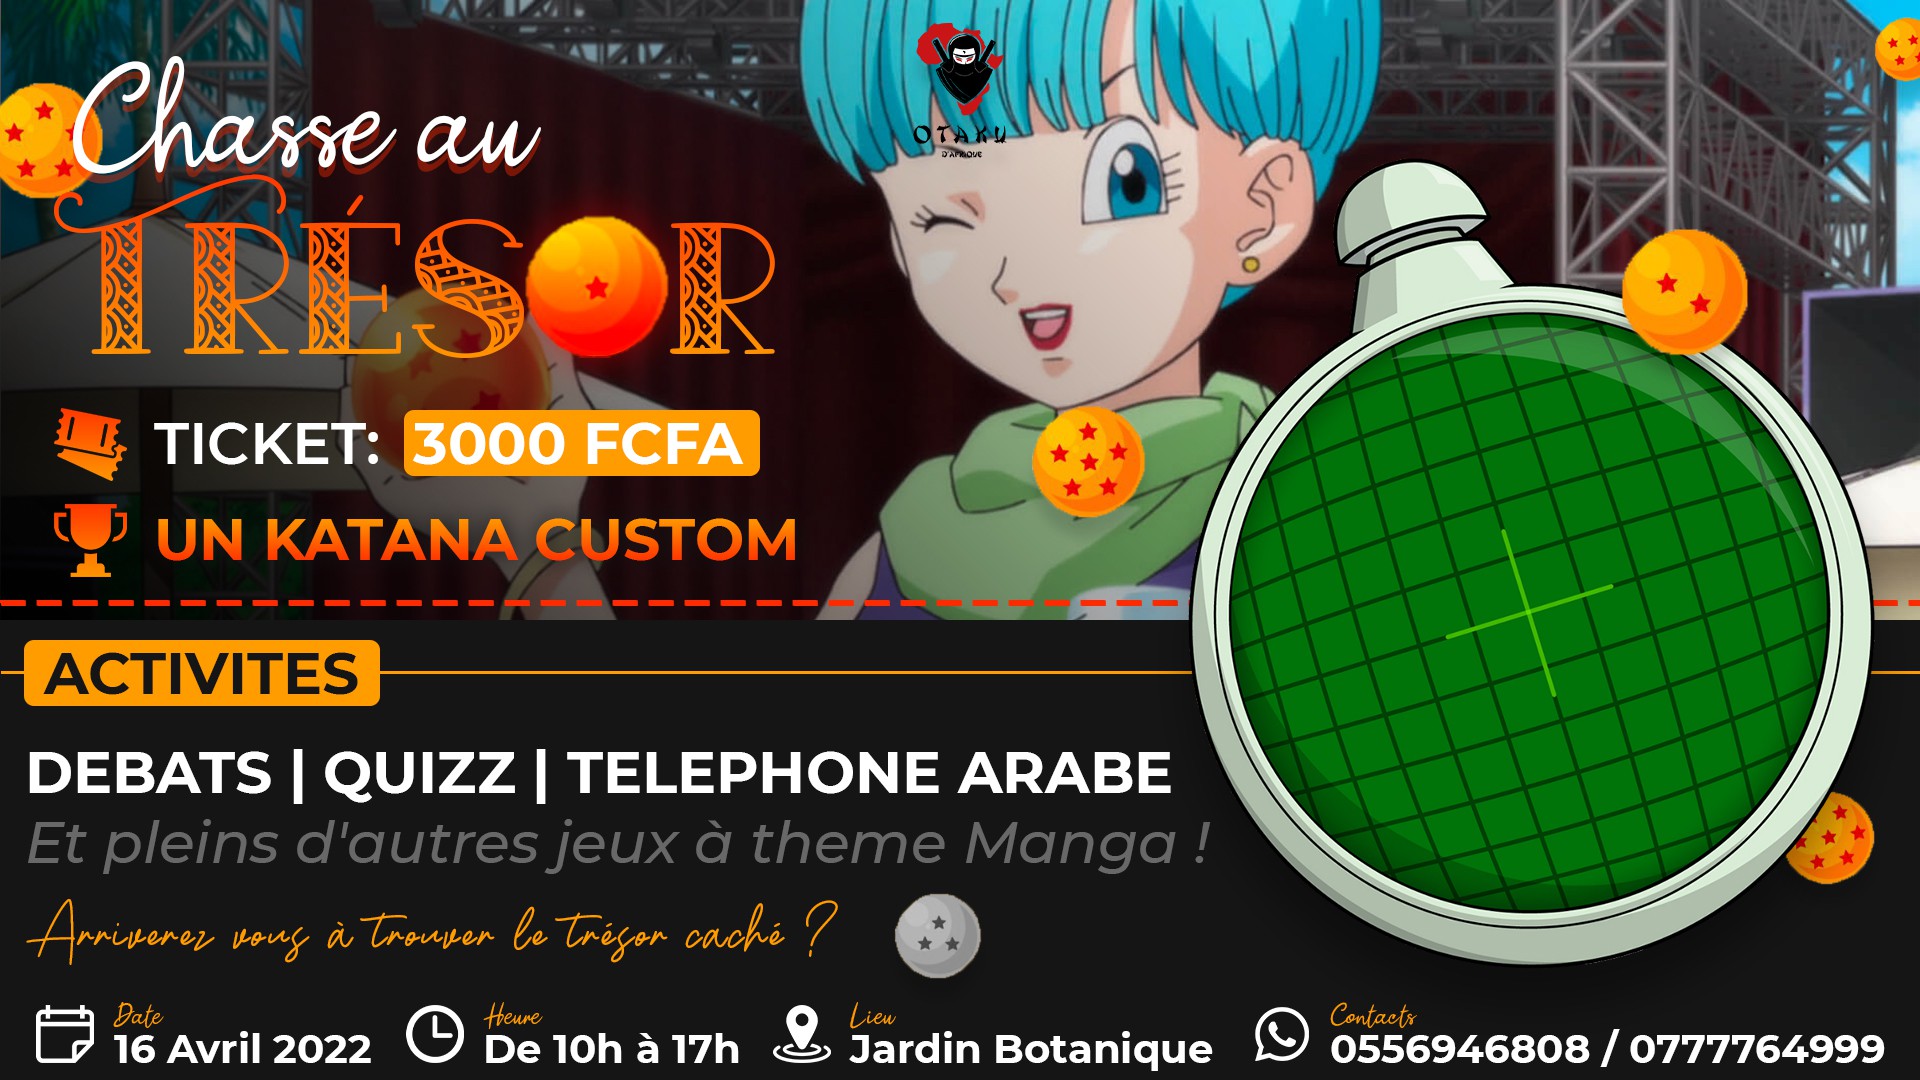 OTAKU
D'AFRIQUE
Chasse au
TRÉSOR
TICKET: 3000 FCFA
UN KATANA CUSTOM
ACTIVITES
DEBATS | QUIZZ | TELEPHONE ARABE
Et pleins d'autres jeux à theme Manga !
Arriverez vous à trouver le trésor caché ?
Date
16 Avril 2022
Heure
De 10h à 17h
Lieu
Jardin Botanique
Contacts
0556946808 / 0777764999